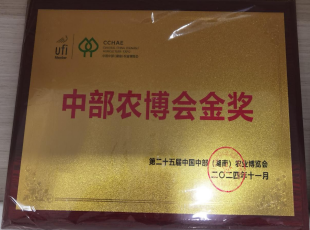 ufi
CCHAE
中部农博会金奖
第二十五届中国中部(湖南)农业博览会
二〇二四年十一月